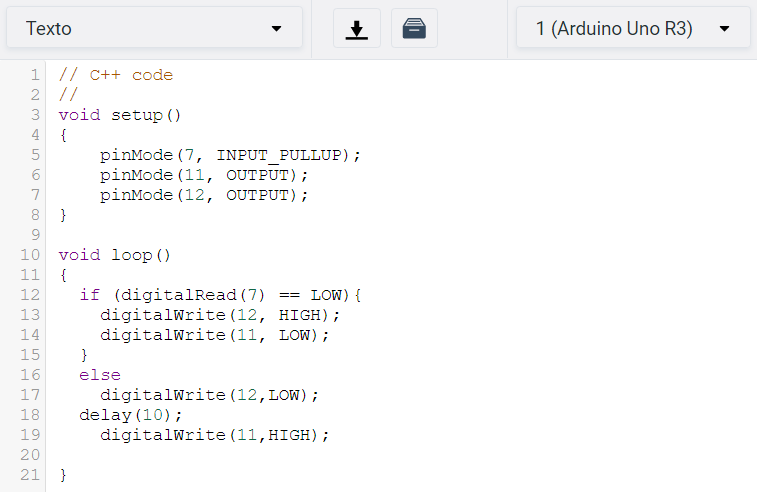 Texto
1 (Arduino Uno R3)
1 // C++ code
2 //
3 void setup()
4 {
5     pinMode(7, INPUT_PULLUP);
6     pinMode(11, OUTPUT);
7     pinMode(12, OUTPUT);
8 }
9
10 void loop()
11 {
12   if (digitalRead(7) == LOW){
13     digitalWrite(12, HIGH);
14     digitalWrite(11, LOW);
15   }
16   else
17     digitalWrite(12,LOW);
18   delay(10);
19     digitalWrite(11,HIGH);
20
21 }